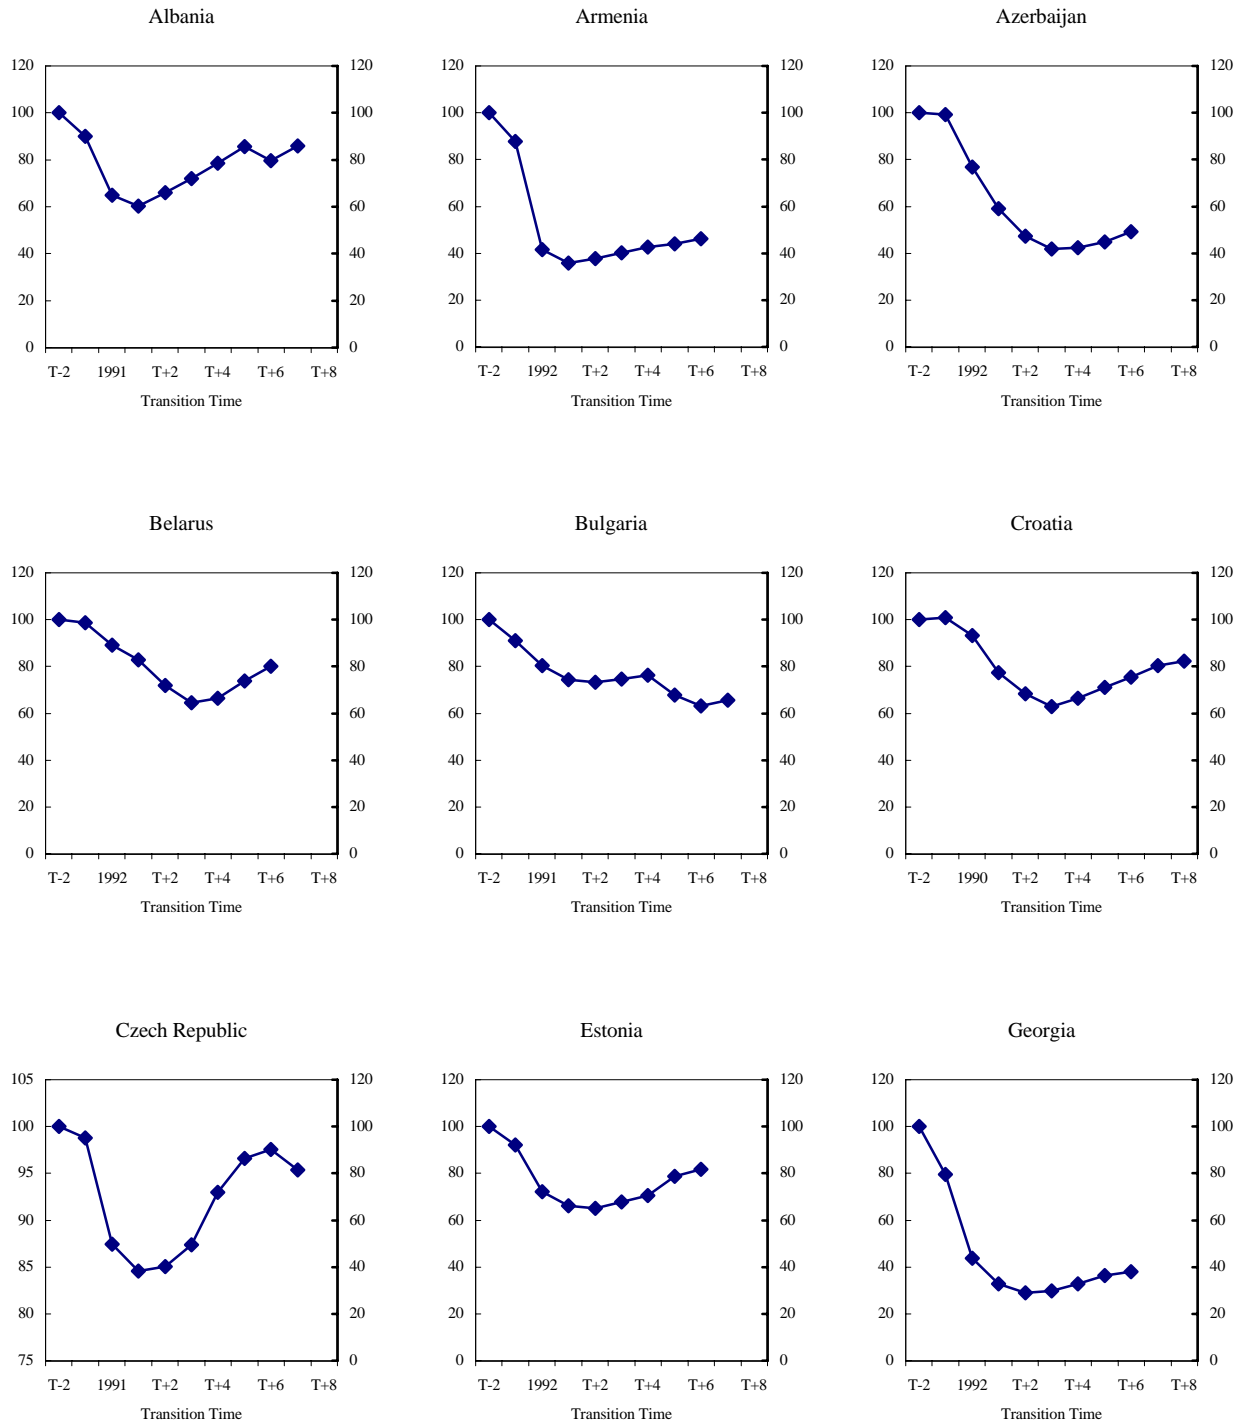 Albania Armenia Azerbaijan
120 120 120 120 120 120
100 100 100 100 100 100
80 80 80 80 80 80
60 60 60 60 60 60
40 40 40 40 40 40
20 20 20 20 20 20
0 0 0 0 0 0
T-2 1991 T+2 T+4 T+6 T+8 T-2 1992 T+2 T+4 T+6 T+8 T-2 1992 T+2 T+4 T+6 T+8
Transition Time Transition Time Transition Time
Belarus Bulgaria Croatia
120 120 120 120 120 120
100 100 100 100 100 100
80 80 80 80 80 80
60 60 60 60 60 60
40 40 40 40 40 40
20 20 20 20 20 20
0 0 0 0 0 0
T-2 1992 T+2 T+4 T+6 T+8 T-2 1991 T+2 T+4 T+6 T+8 T-2 1990 T+2 T+4 T+6 T+8
Transition Time Transition Time Transition Time
Czech Republic Estonia Georgia
105 120 120 120 120 120
100 100 100 100 100 100
95 80 80 80 80 80
90 60 60 60 60 60
85 40 40 40 40 40
80 20 20 20 20 20
75 0 0 0 0 0
T-2 1991 T+2 T+4 T+6 T+8 T-2 1992 T+2 T+4 T+6 T+8 T-2 1992 T+2 T+4 T+6 T+8
Transition Time Transition Time Transition Time